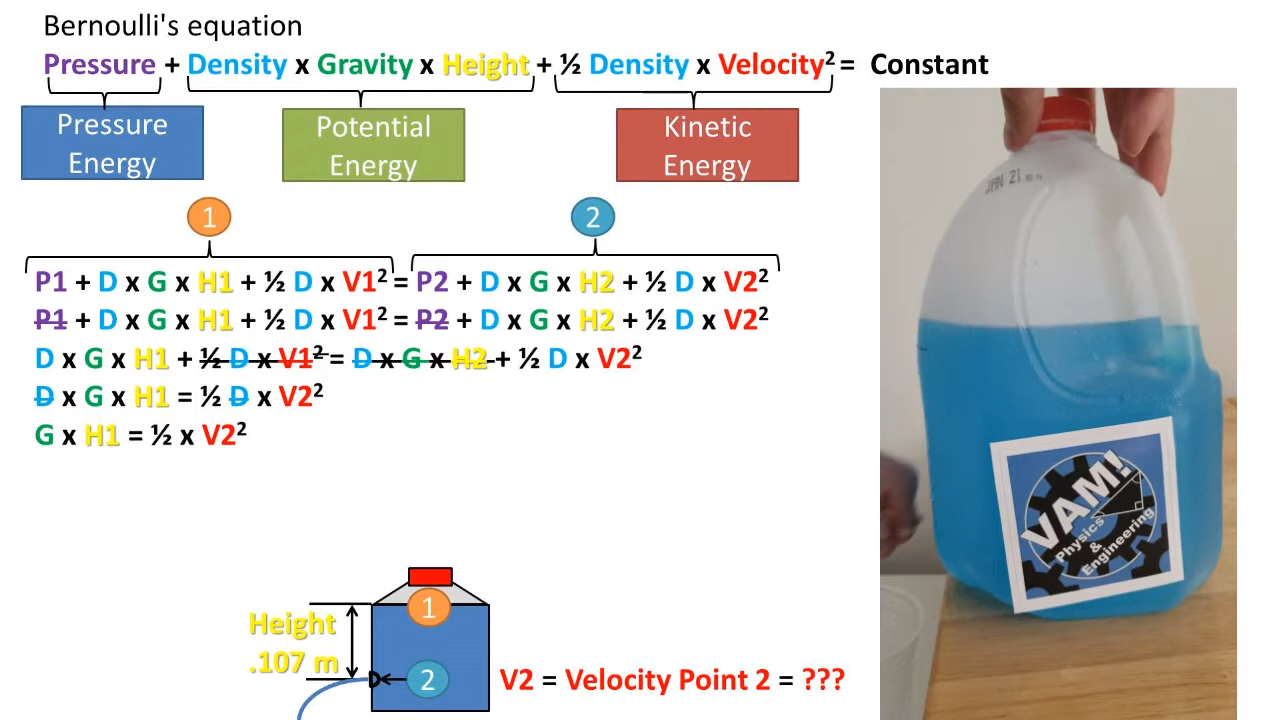 Bernoulli's equation
Pressure + Density x Gravity x Height + ½ Density x Velocity² = Constant
Pressure
Energy
Potential
Energy
Kinetic
Energy
1
2
P1 + D x G x H1 + ½ D x V1² = P2 + D x G x H2 + ½ D x V2²
P1 + D x G x H1 + ½ D x V1² = P2 + D x G x H2 + ½ D x V2²
D x G x H1 + ½ D x V1² = D x G x H2 + ½ D x V2²
D x G x H1 = ½ D x V2²
G x H1 = ½ x V2²
Height
.107 m
1
2
V2 = Velocity Point 2 = ???
JAN 21
VAM!
Physics
&
Engineering